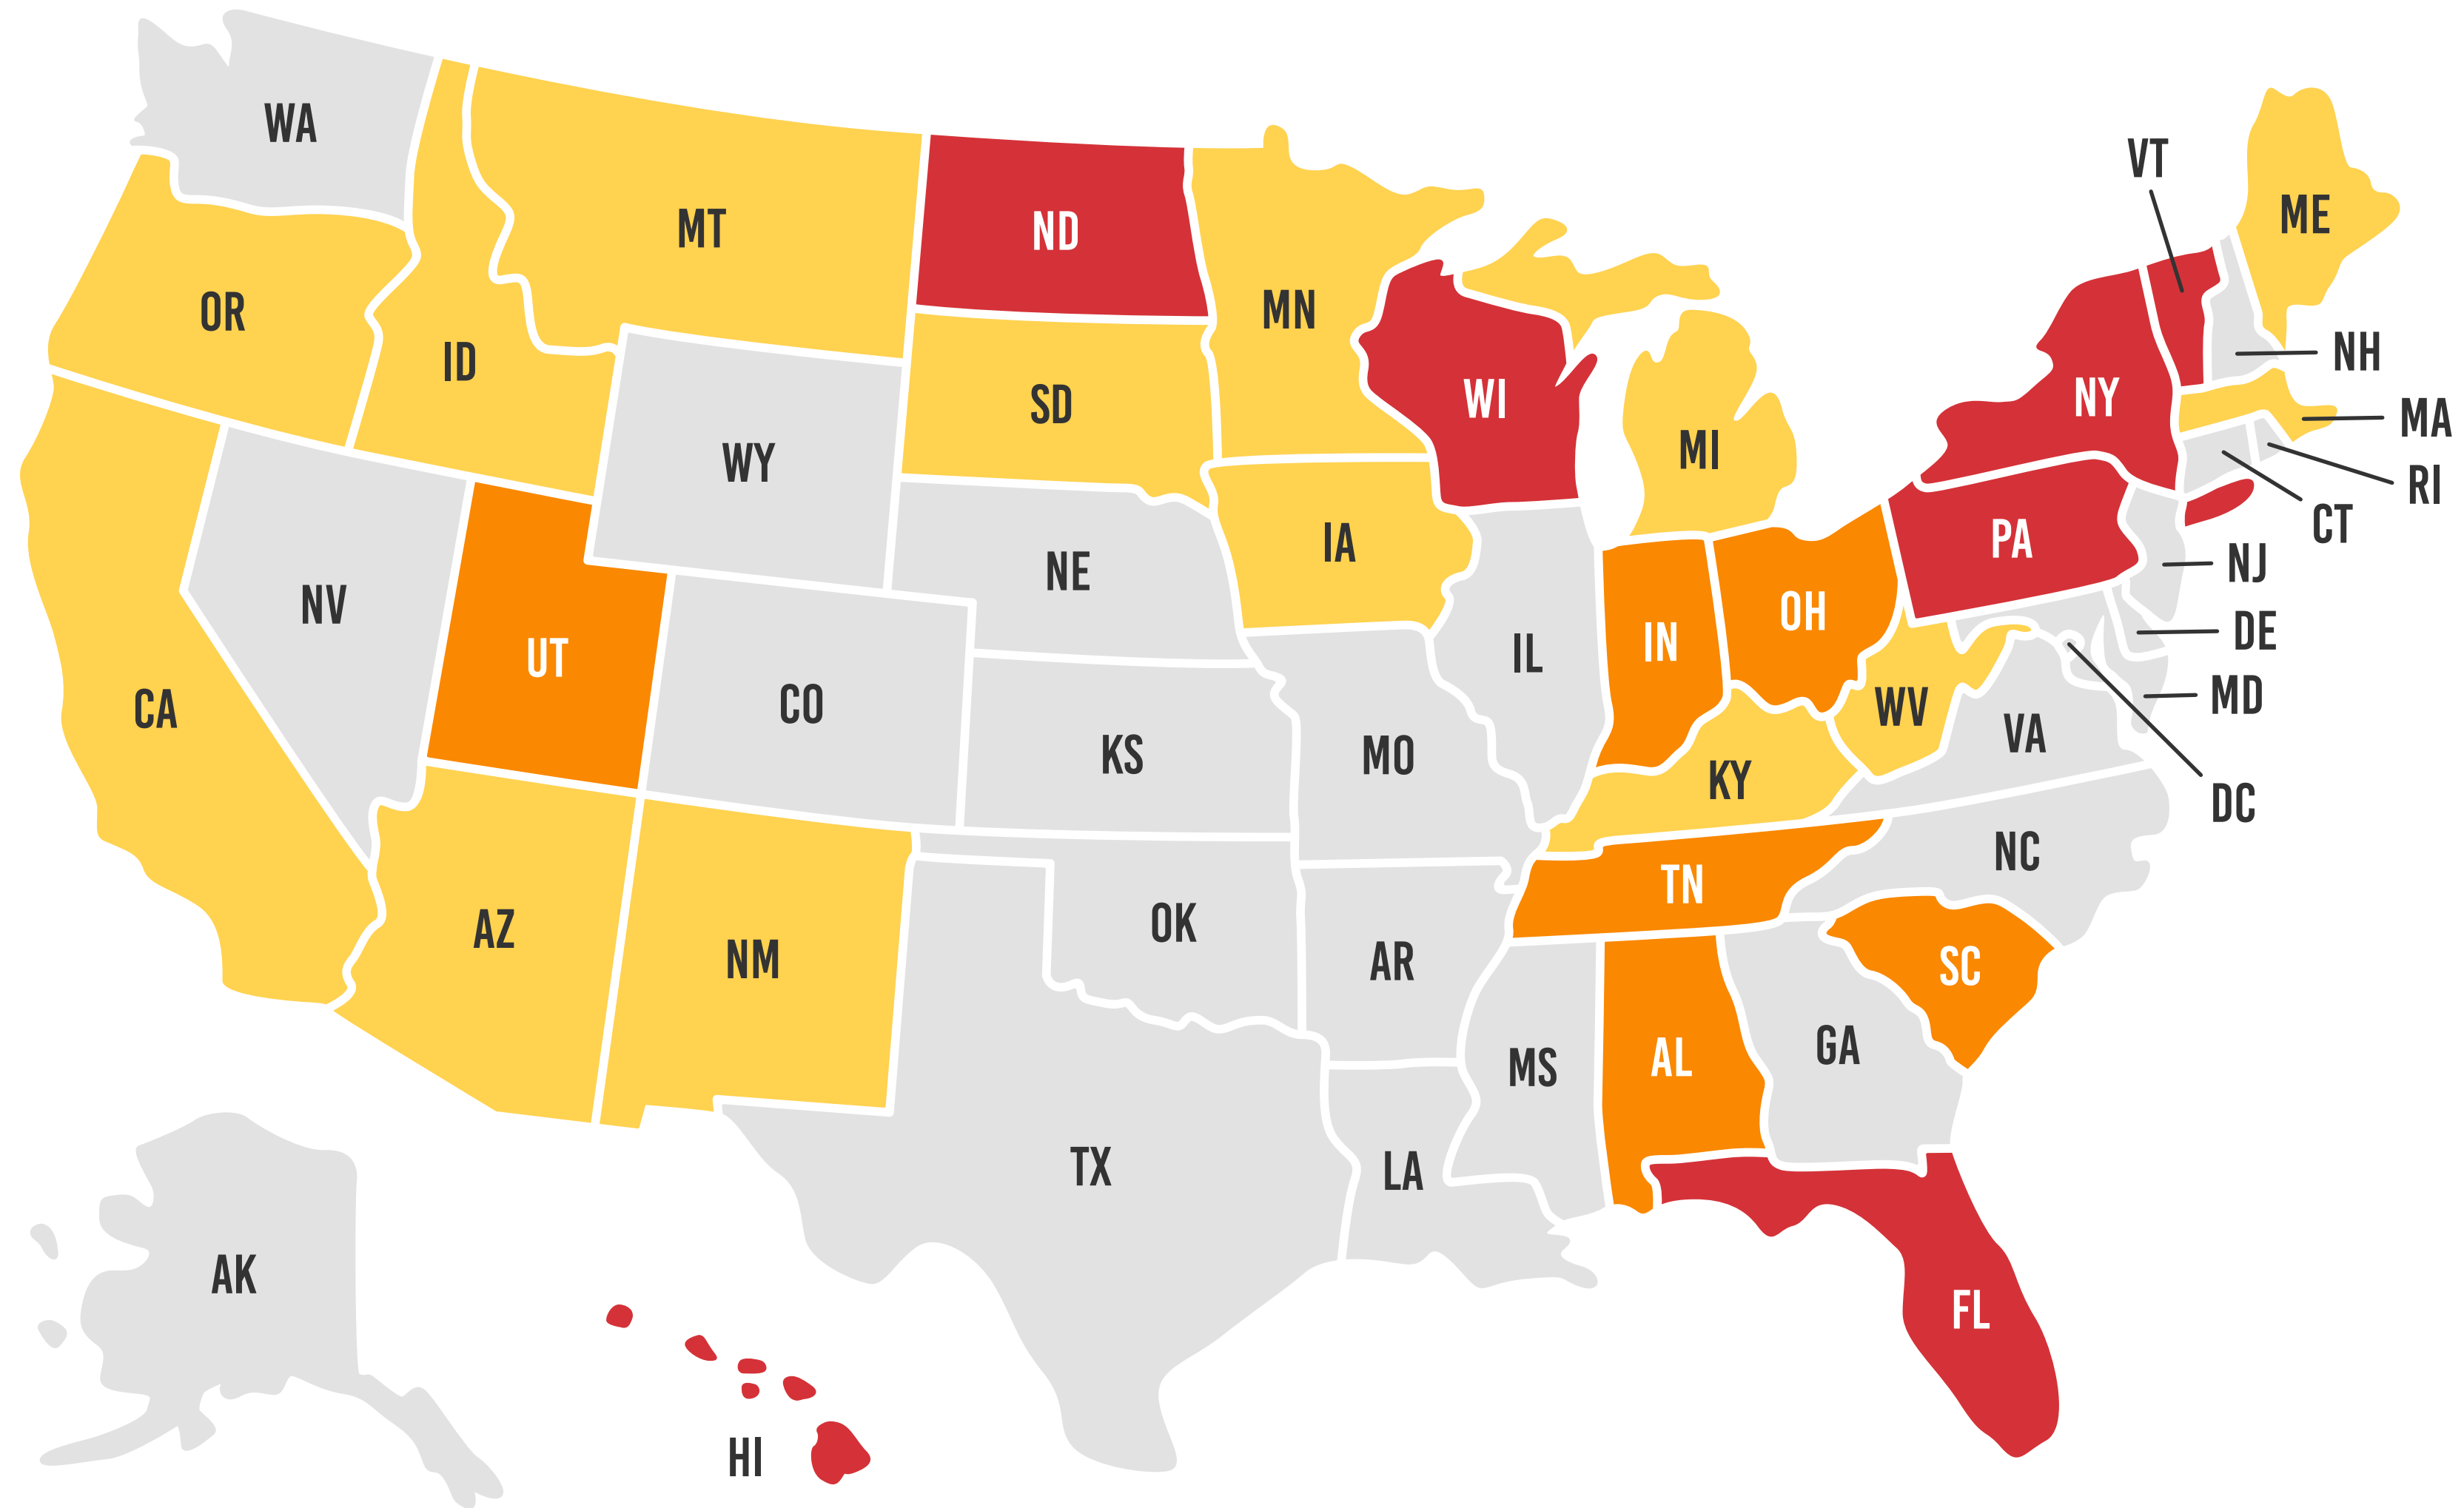 WA
VT
ME
MT
ND
OR
MN
ID
NH
SD
WI
NY
MA
WY
MI
RI
CT
NE
IA
PA
NJ
NV
UT
IL
IN
OH
DE
CA
CO
WV
MD
KS
MO
KY
VA
DC
NC
TN
AZ
NM
OK
AR
SC
MS
AL
GA
TX
LA
AK
FL
HI